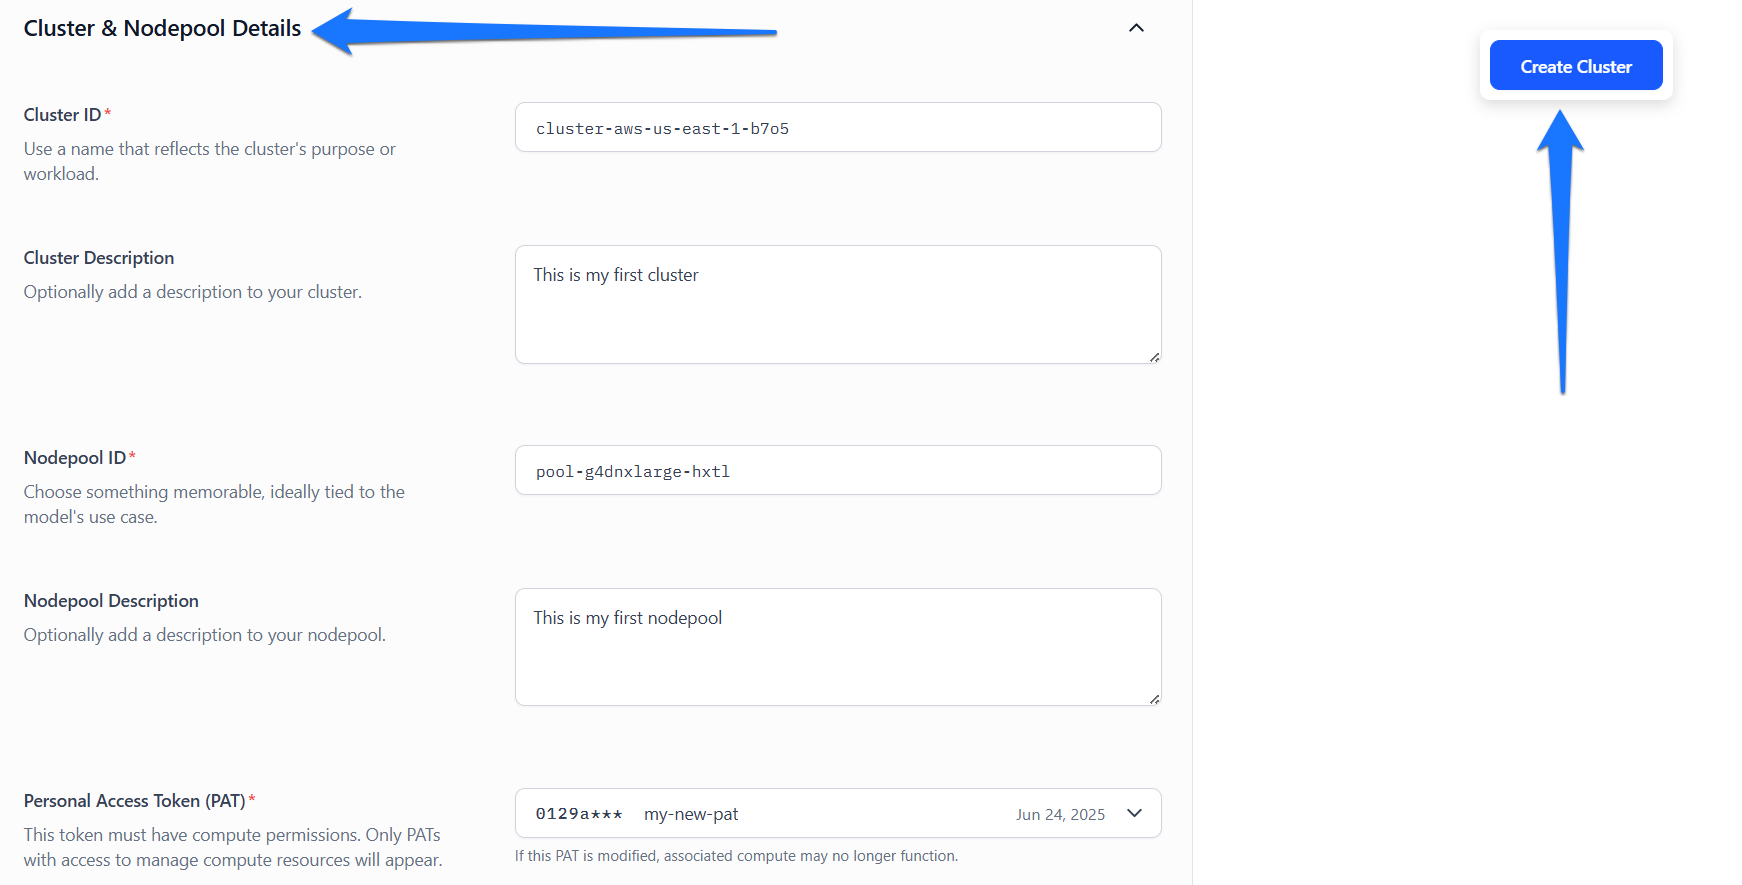 Cluster & Nodepool Details
Create Cluster
Cluster ID*
Use a name that reflects the cluster's purpose or
workload.
cluster-aws-us-east-1-b7o5
Cluster Description
Optionally add a description to your cluster.
This is my first cluster
Nodepool ID*
Choose something memorable, ideally tied to the
model's use case.
pool-g4dnxlarge-hxtl
Nodepool Description
Optionally add a description to your nodepool.
This is my first nodepool
Personal Access Token (PAT)*
This token must have compute permissions. Only PATs
with access to manage compute resources will appear.
0129a*** my-new-pat Jun 24, 2025
If this PAT is modified, associated compute may no longer function.